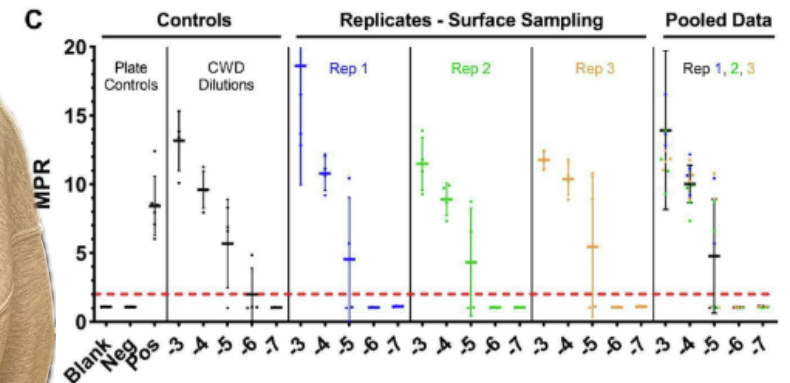 C
Controls
Replicates - Surface Sampling
Pooled Data
Plate
Controls
CWD
Dilutions
Rep 1
Rep 2
Rep 3
Rep 1, 2, 3
MPR
20
15
10
5
0
Blank Neg Pos -3 -4 -5 -6 -7 -3 -4 -5 -6 -7 -3 -4 -5 -6 -7 -3 -4 -5 -6 -7 -3 -4 -5 -6 -7